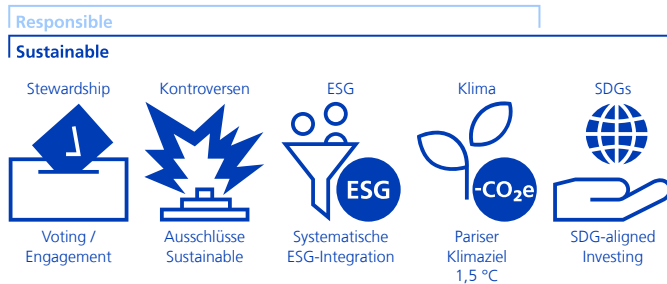 Responsible
Sustainable
Stewardship
Kontroversen
ESG
Klima
SDGs
ESG
-CO₂e
Voting /
Engagement
Ausschlüsse
Sustainable
Systematische
ESG-Integration
Pariser
Klimaziel
1,5 °C
SDG-aligned
Investing